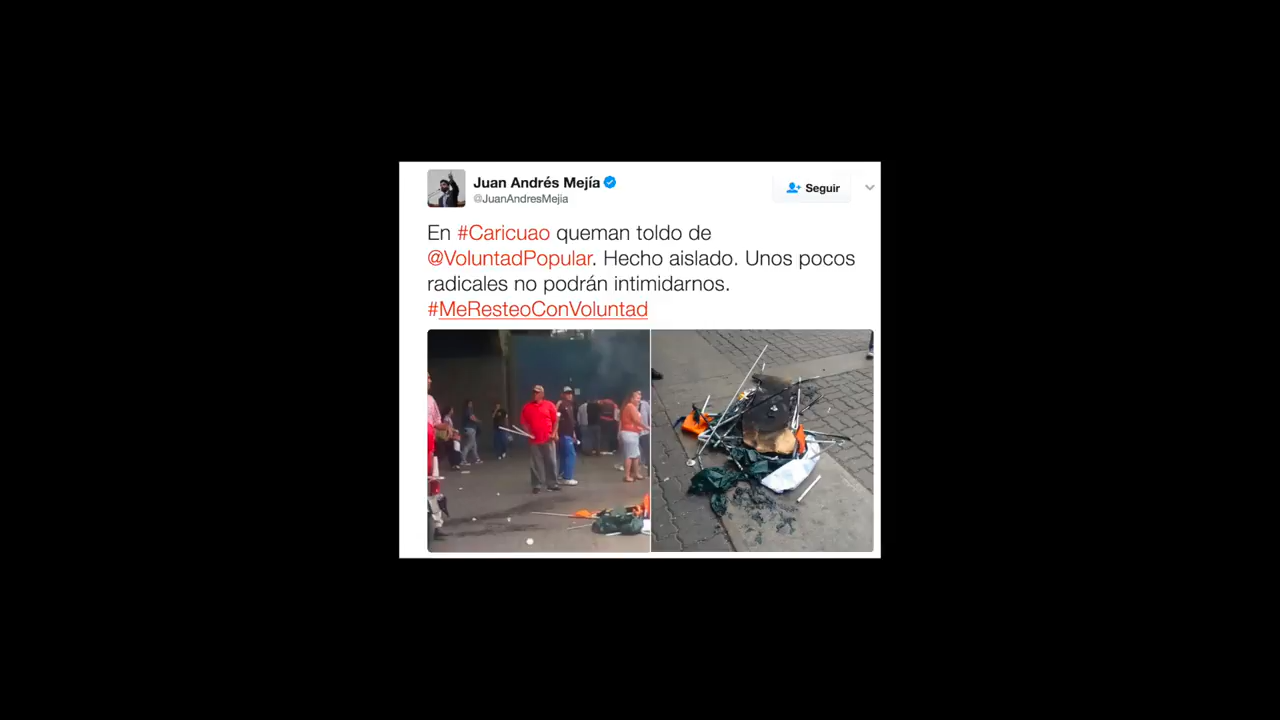 Juan Andrés Mejía
@JuanAndresMejia
Seguir
En #Caricuao queman toldo de
@VoluntadPopular. Hecho aislado. Unos pocos
radicales no podrán intimidarnos.
#MeResteoConVoluntad